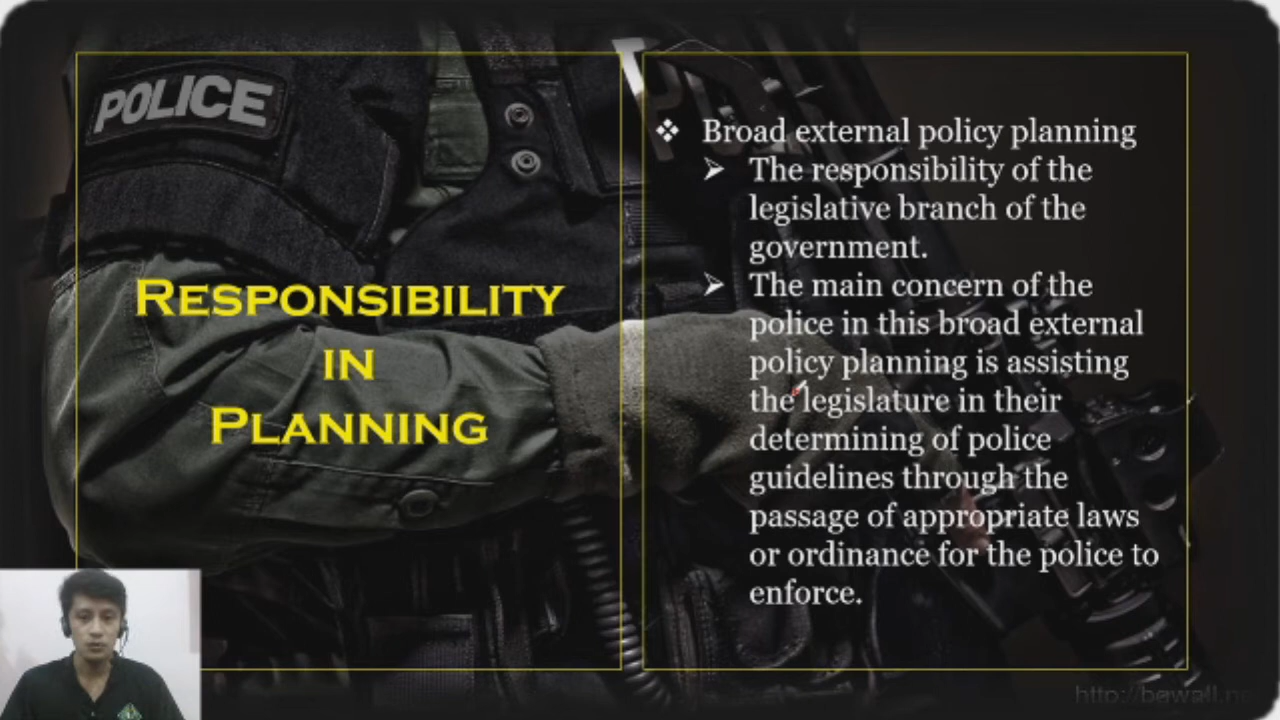 POLICE
RESPONSIBILITY
IN
PLANNING
❖ Broad external policy planning
➢ The responsibility of the
legislative branch of the
government.
➢ The main concern of the
police in this broad external
policy planning is assisting
the legislature in their
determining of police
guidelines through the
passage of appropriate laws
or ordinance for the police to
enforce.